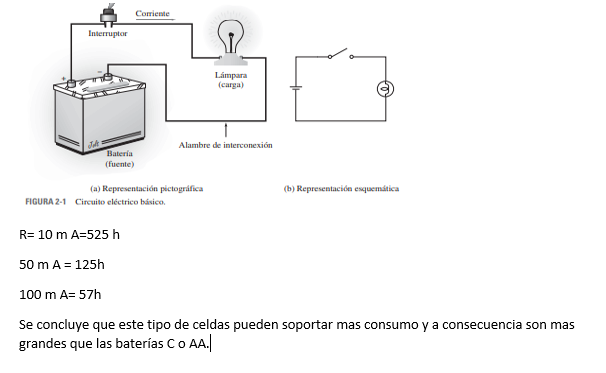 Corriente
Interruptor
+
−
Lámpara
(carga)
Alambre de interconexión
Batería
(fuente)
(a) Representación pictográfica
(b) Representación esquemática
FIGURA 2-1 Circuito eléctrico básico.
R= 10 m A=525 h
50 m A = 125h
100 m A= 57h
Se concluye que este tipo de celdas pueden soportar mas consumo y a consecuencia son mas
grandes que las baterías C o AA.